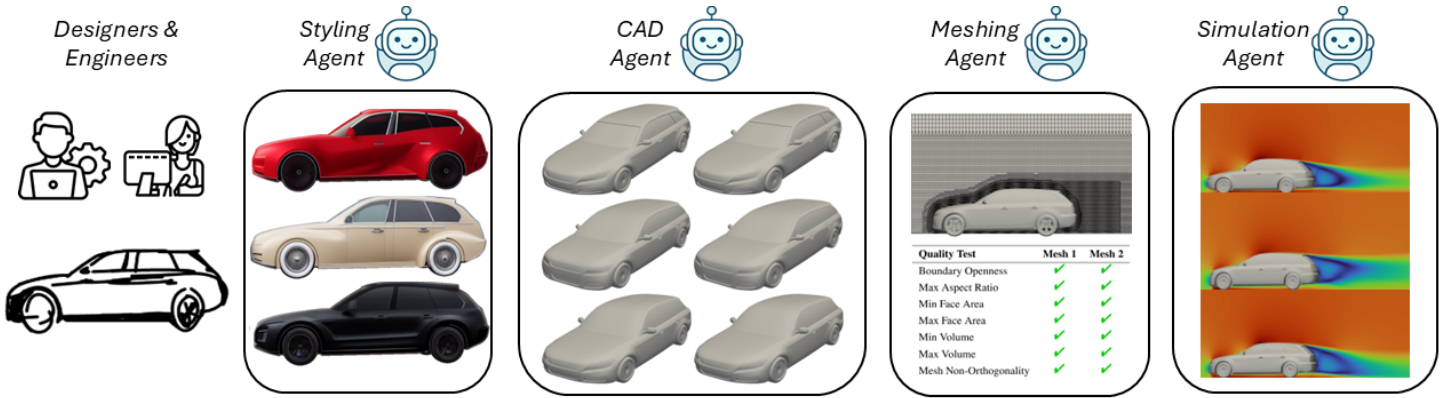 Designers &
Engineers
Styling
Agent
CAD
Agent
Meshing
Agent
Simulation
Agent
Quality Test Mesh 1 Mesh 2
Boundary Openness ✓ ✓
Max Aspect Ratio ✓ ✓
Min Face Area ✓ ✓
Max Face Area ✓ ✓
Min Volume ✓ ✓
Max Volume ✓ ✓
Mesh Non-Orthogonality ✓ ✓